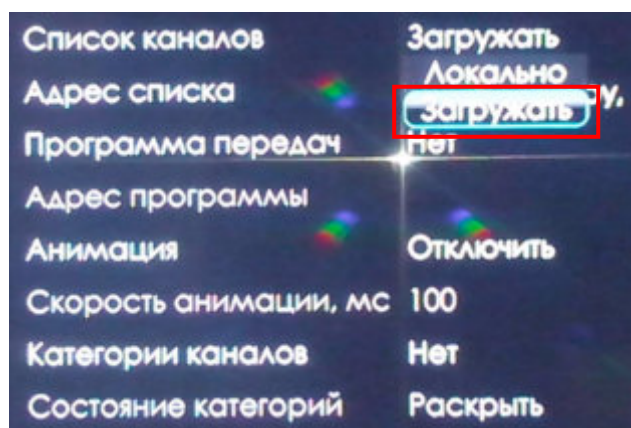 Список каналов Загружать
Локально
Адрес списка
Загружать
Программа передач Нет
Адрес программы
Анимация Отключить
Скорость анимации, мс 100
Категории каналов Нет
Состояние категорий Раскрыть